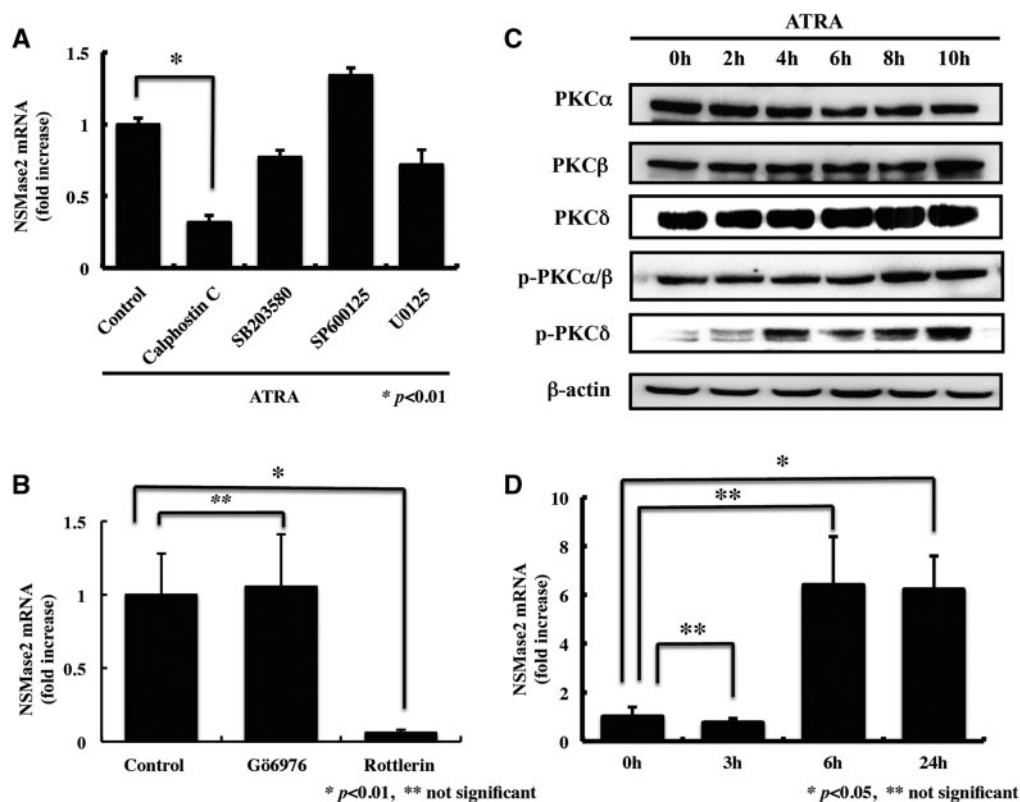 A
NSMase2 mRNA
(fold increase)
1.5
1
0.5
0
*
Control
Calphostin C
SB203580
SP600125
U0125
ATRA
* p<0.01
B
NSMase2 mRNA
(fold increase)
1.5
1
0.5
0
*
**
Control
Gö6976
Rottlerin
* p<0.01, ** not significant
C
ATRA
0h 2h 4h 6h 8h 10h
PKCα
PKCβ
PKCδ
p-PKCα/β
p-PKCδ
β-actin
D
NSMase2 mRNA
(fold increase)
10
8
6
4
2
0
*
**
**
0h
3h
6h
24h
* p<0.05, ** not significant